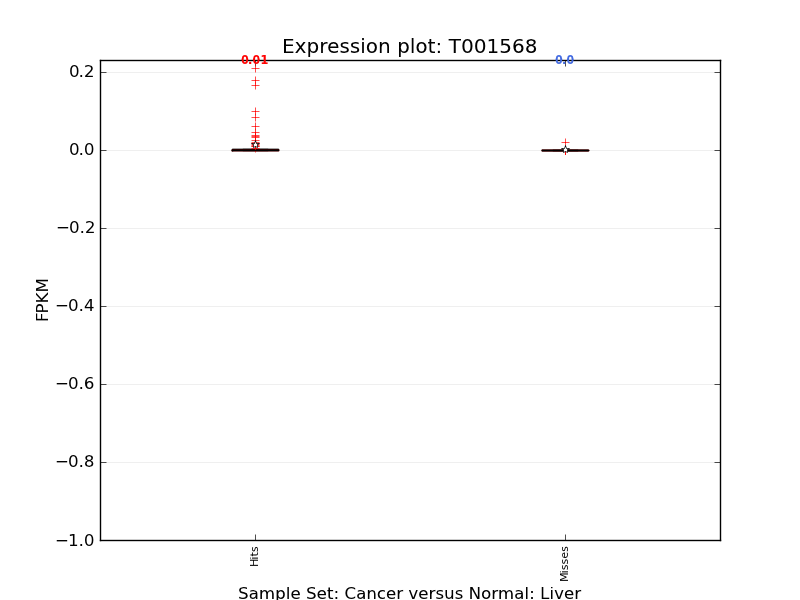 Expression plot: T001568
0.01
0.0
0.2
0.0
−0.2
−0.4
−0.6
−0.8
−1.0
FPKM
Hits
Misses
Sample Set: Cancer versus Normal: Liver